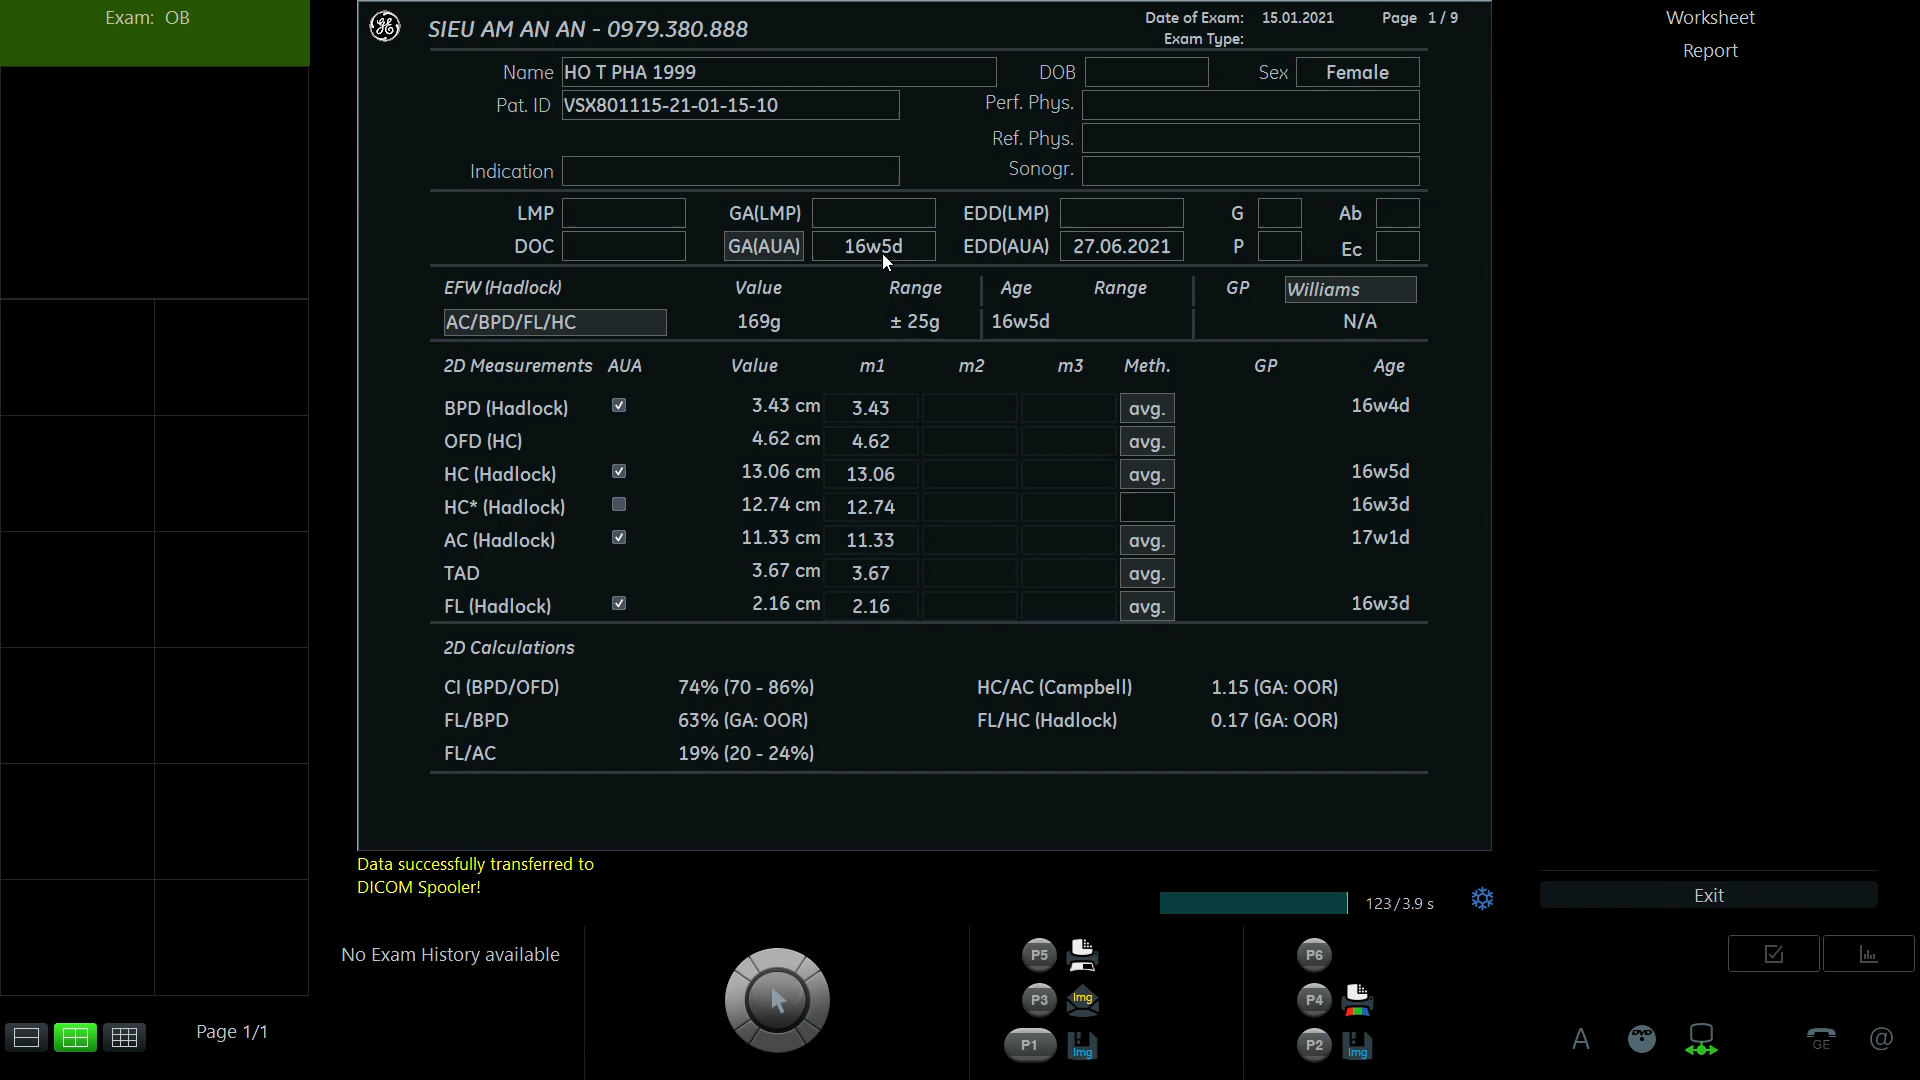 Exam: OB
SIEU AM AN AN - 0979.380.888
Date of Exam: 15.01.2021 Page 1/9
Exam Type:
Worksheet
Report
Name HO T PHA 1999 DOB Sex Female
Pat. ID VSX801115-21-01-15-10 Perf. Phys.
Ref. Phys.
Indication Sonogr.
LMP GA(LMP) EDD(LMP) G Ab
DOC GA(AUA) 16w5d EDD(AUA) 27.06.2021 P Ec
EFW (Hadlock) Value Range Age Range GP Williams
AC/BPD/FL/HC 169g ± 25g 16w5d N/A
2D Measurements AUA Value m1 m2 m3 Meth. GP Age
BPD (Hadlock) 3.43 cm 3.43 avg. 16w4d
OFD (HC) 4.62 cm 4.62 avg.
HC (Hadlock) 13.06 cm 13.06 avg. 16w5d
HC* (Hadlock) 12.74 cm 12.74 16w3d
AC (Hadlock) 11.33 cm 11.33 avg. 17w1d
TAD 3.67 cm 3.67 avg.
FL (Hadlock) 2.16 cm 2.16 avg. 16w3d
2D Calculations
CI (BPD/OFD) 74% (70 - 86%) HC/AC (Campbell) 1.15 (GA: OOR)
FL/BPD 63% (GA: OOR) FL/HC (Hadlock) 0.17 (GA: OOR)
FL/AC 19% (20 - 24%)
Data successfully transferred to
DICOM Spooler!
123/3.9 s
Exit
No Exam History available
P5 P6
P3 Img P4
P1 Img P2 Img
Page 1/1
A DVD GE @